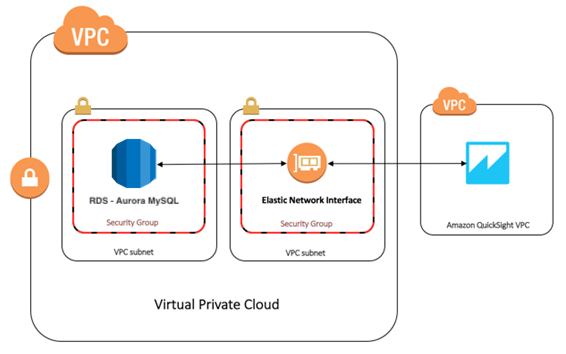 VPC
VPC
RDS - Aurora MySQL
Elastic Network Interface
Security Group
Security Group
Amazon QuickSight VPC
VPC subnet
VPC subnet
Virtual Private Cloud